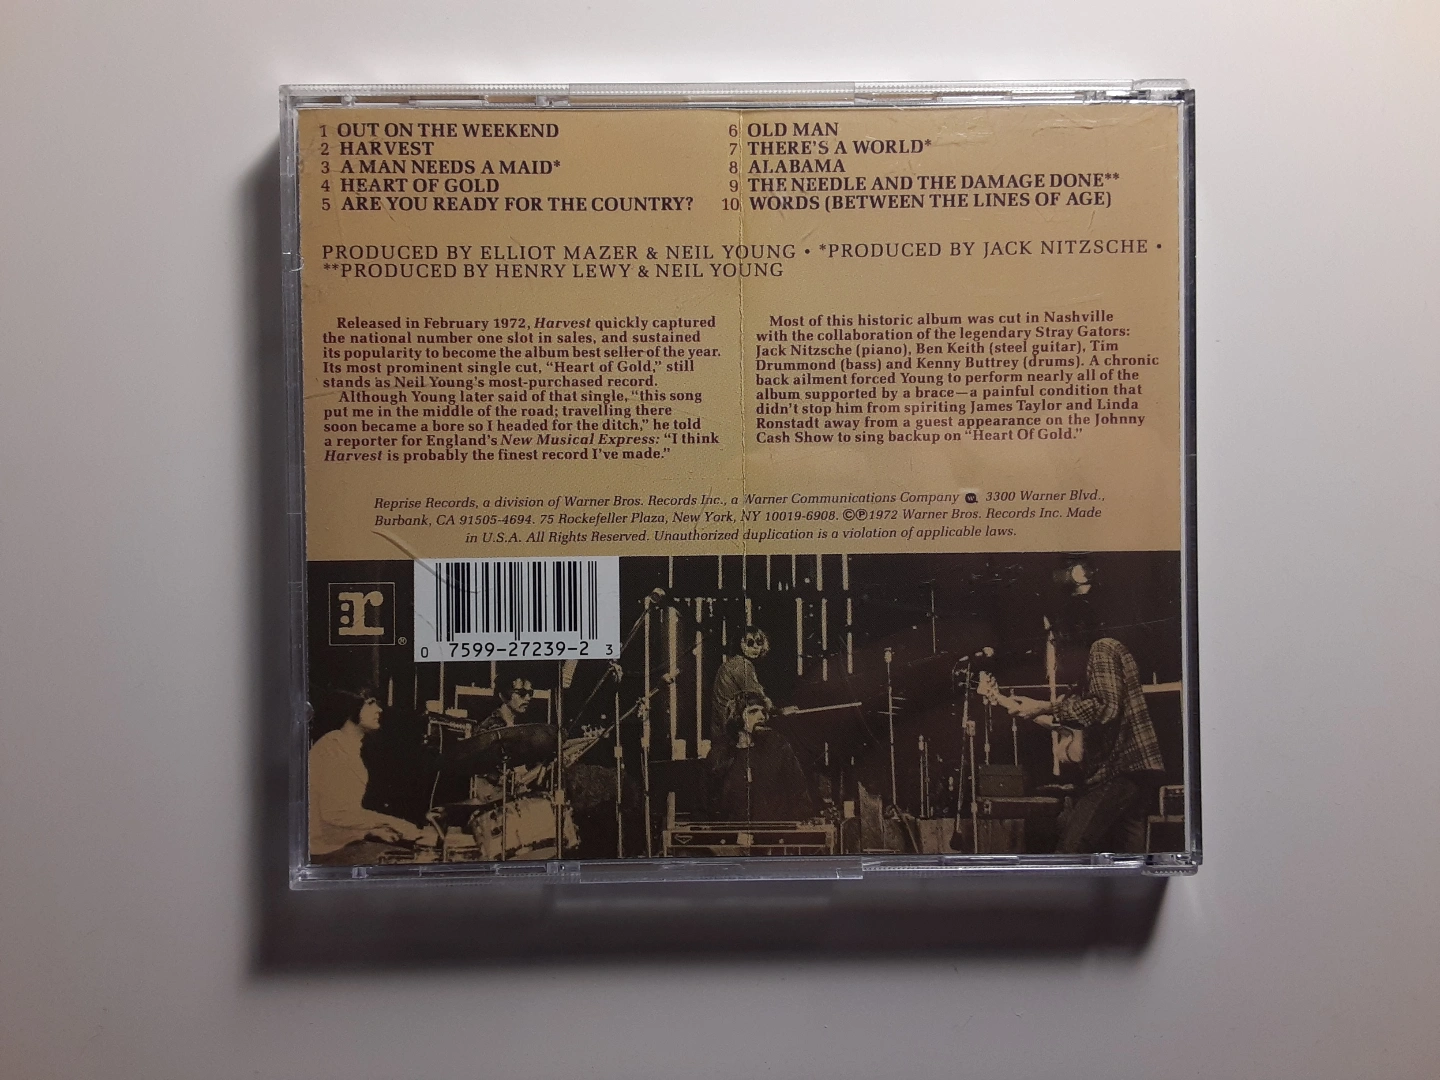 1 OUT ON THE WEEKEND
2 HARVEST
3 A MAN NEEDS A MAID*
4 HEART OF GOLD
5 ARE YOU READY FOR THE COUNTRY?
6 OLD MAN
7 THERE'S A WORLD*
8 ALABAMA
9 THE NEEDLE AND THE DAMAGE DONE**
10 WORDS (BETWEEN THE LINES OF AGE)
PRODUCED BY ELLIOT MAZER & NEIL YOUNG • *PRODUCED BY JACK NITZSCHE •
**PRODUCED BY HENRY LEWY & NEIL YOUNG
Released in February 1972, Harvest quickly captured
the national number one slot in sales, and sustained
its popularity to become the album best seller of the year.
Its most prominent single cut, “Heart of Gold,” still
stands as Neil Young's most-purchased record.
Although Young later said of that single, “this song
put me in the middle of the road; travelling there
soon became a bore so I headed for the ditch,” he told
a reporter for England's New Musical Express: “I think
Harvest is probably the finest record I've made.”
Most of this historic album was cut in Nashville
with the collaboration of the legendary Stray Gators:
Jack Nitzsche (piano), Ben Keith (steel guitar), Tim
Drummond (bass) and Kenny Buttrey (drums). A chronic
back ailment forced Young to perform nearly all of the
album supported by a brace—a painful condition that
didn't stop him from spiriting James Taylor and Linda
Ronstadt away from a guest appearance on the Johnny
Cash Show to sing backup on “Heart Of Gold.”
Reprise Records, a division of Warner Bros. Records Inc., a Warner Communications Company 3300 Warner Blvd.,
Burbank, CA 91505-4694. 75 Rockefeller Plaza, New York, NY 10019-6908. ©℗1972 Warner Bros. Records Inc. Made
in U.S.A. All Rights Reserved. Unauthorized duplication is a violation of applicable laws.
:r ®
0 7599-27239-2 3